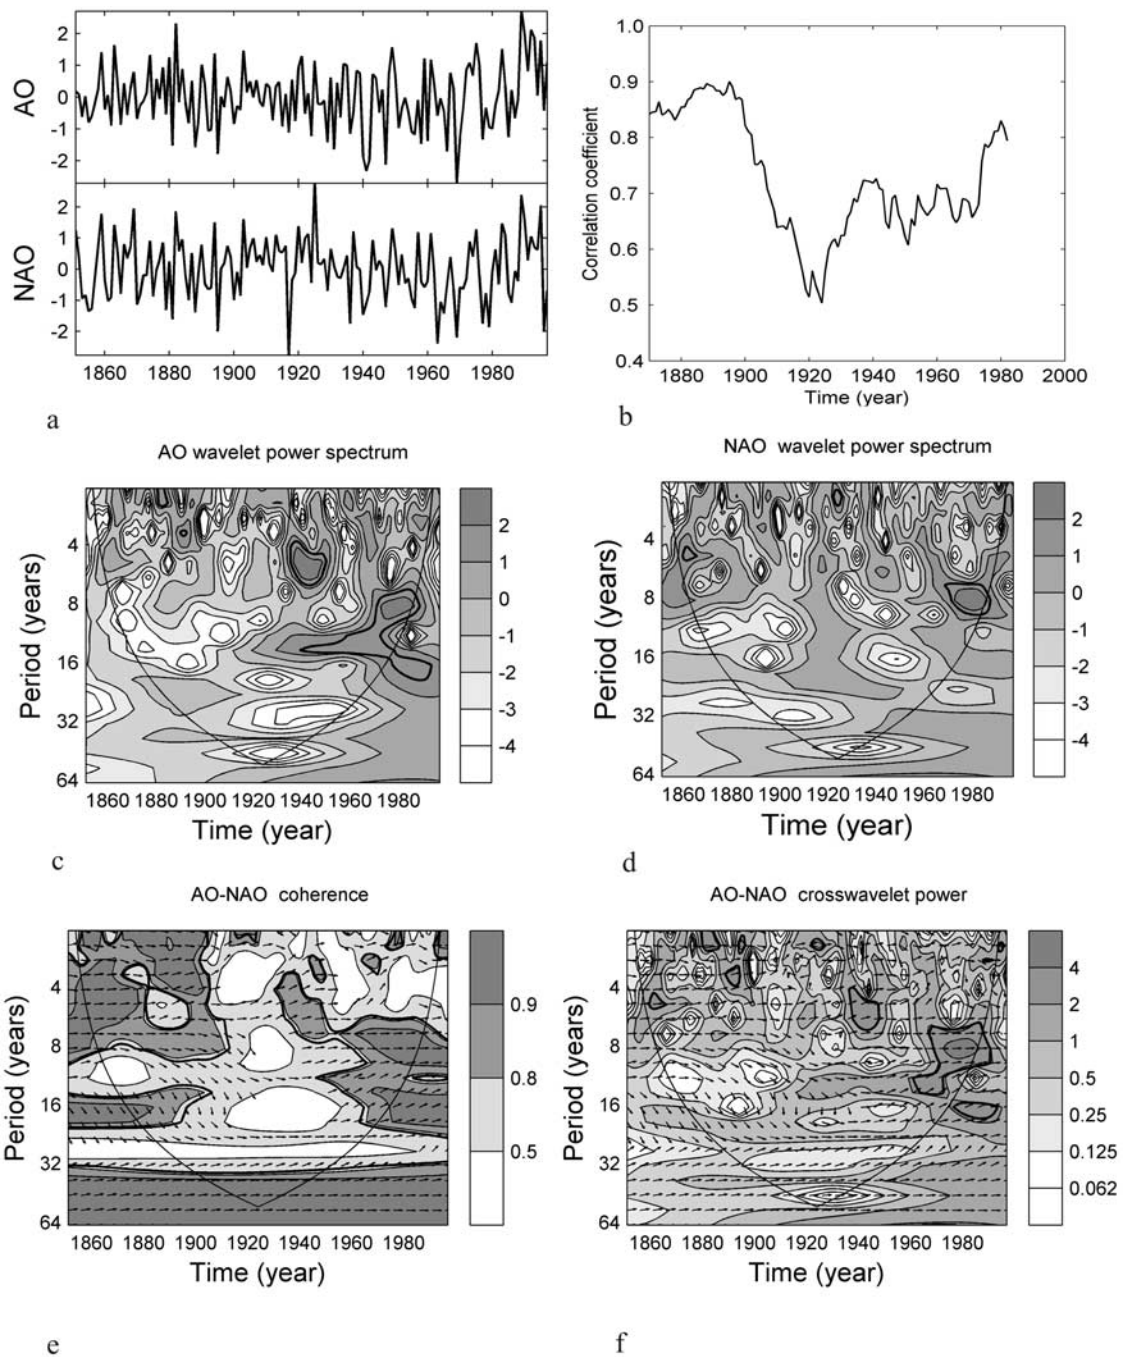 AO
2
1
0
-1
-2
NAO
2
1
0
-1
-2
1860 1880 1900 1920 1940 1960 1980
a
Correlation coefficient
1.0
0.9
0.8
0.7
0.6
0.5
0.4
1880 1900 1920 1940 1960 1980 2000
Time (year)
b
AO wavelet power spectrum
Period (years)
4
8
16
32
64
1860 1880 1900 1920 1940 1960 1980
Time (year)
2
1
0
-1
-2
-3
-4
c
NAO wavelet power spectrum
Period (years)
4
8
16
32
64
1860 1880 1900 1920 1940 1960 1980
Time (year)
2
1
0
-1
-2
-3
-4
d
AO-NAO coherence
Period (years)
4
8
16
32
64
1860 1880 1900 1920 1940 1960 1980
Time (year)
0.9
0.8
0.5
e
AO-NAO crosswavelet power
Period (years)
4
8
16
32
64
1860 1880 1900 1920 1940 1960 1980
Time (year)
4
2
1
0.5
0.25
0.125
0.062
f